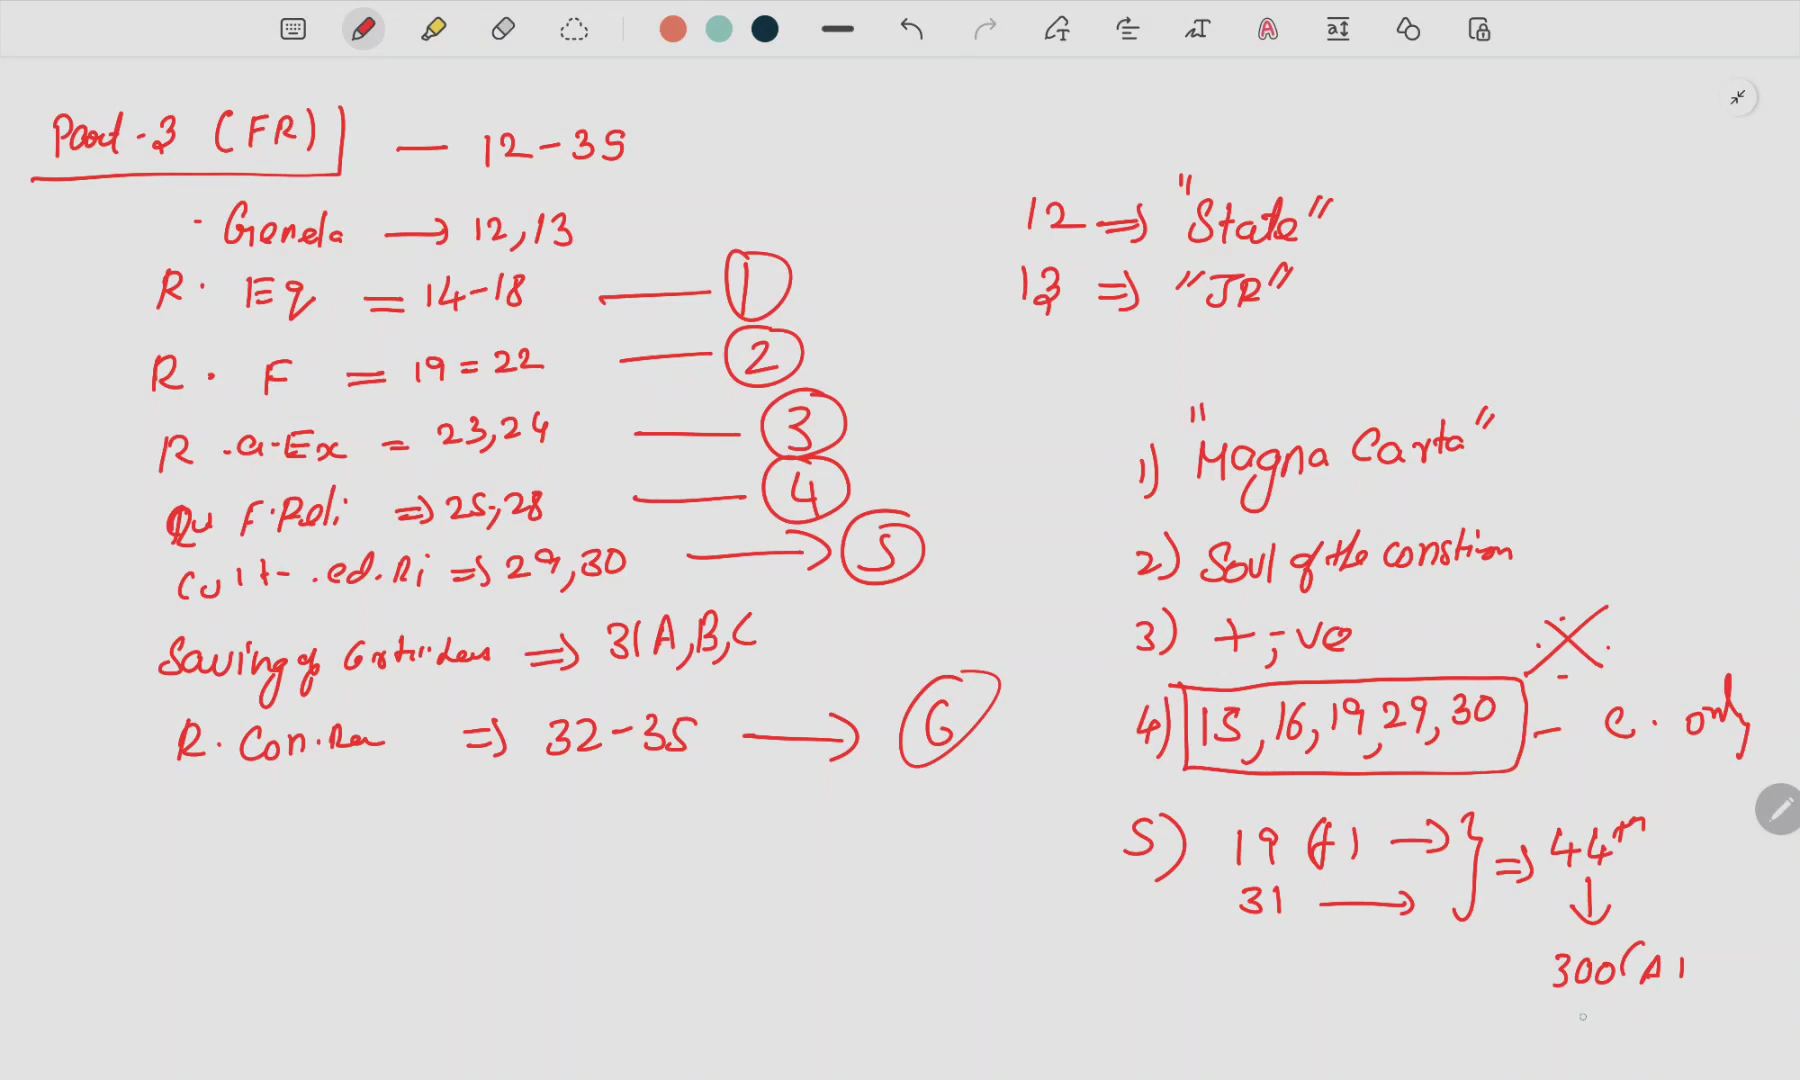 Part-3 (FR) — 12-35
- Genela → 12,13
R. Eq = 14-18 — 1
R. F = 19=22 — 2
R.a.Ex = 23,24 — 3
F.Reli ⇒ 25-28 — 4
Cult-.ed.Ri ⇒ 29,30 → 5
Saving of ⇒ 31A,B,C
R.Con.Rem ⇒ 32-35 → 6
12 ⇒ "State"
13 ⇒ "JR"
1) "Magna Carta"
2) Soul of the constion
3) +;-ve
4) 15,16,19,29,30 - C. only
5) 19(f) →
31 → } ⇒ 44th
↓
300(A)